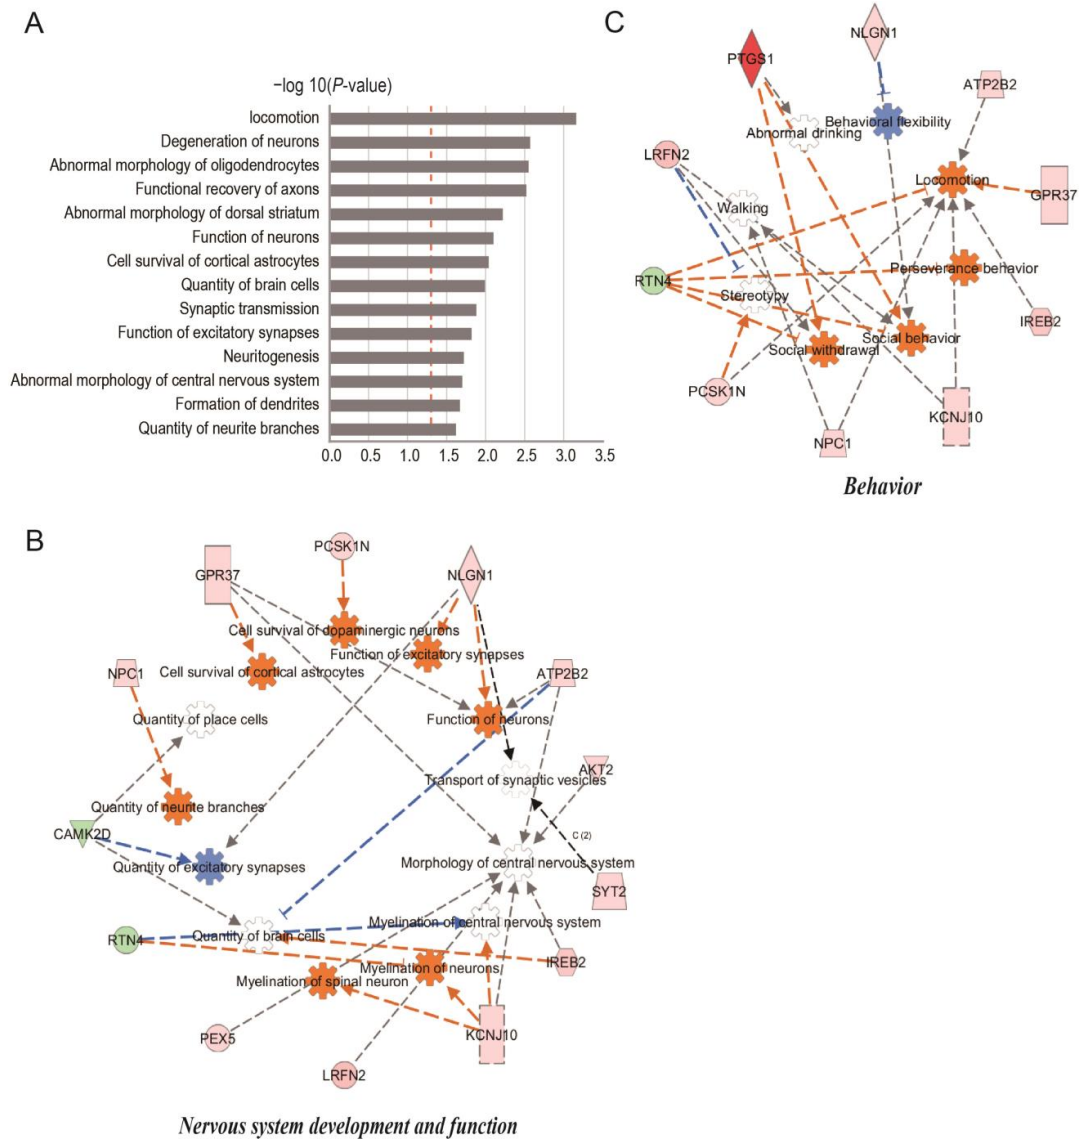 A
−log 10(P-value)
locomotion
Degeneration of neurons
Abnormal morphology of oligodendrocytes
Functional recovery of axons
Abnormal morphology of dorsal striatum
Function of neurons
Cell survival of cortical astrocytes
Quantity of brain cells
Synaptic transmission
Function of excitatory synapses
Neuritogenesis
Abnormal morphology of central nervous system
Formation of dendrites
Quantity of neurite branches
0.0 0.5 1.0 1.5 2.0 2.5 3.0 3.5
C
NLGN1
PTGS1
ATP2B2
Behavioral flexibility
Abnormal drinking
LRFN2
Locomotion
GPR37
Walking
Perseverance behavior
RTN4
Stereotypy
IREB2
Social behavior
Social withdrawal
PCSK1N
KCNJ10
NPC1
Behavior
B
PCSK1N
GPR37
NLGN1
Cell survival of dopaminergic neurons
Function of excitatory synapses
NPC1
Cell survival of cortical astrocytes
ATP2B2
Quantity of place cells
Function of neurons
AKT2
Transport of synaptic vesicles
Quantity of neurite branches
CAMK2D
C (2)
Quantity of excitatory synapses
Morphology of central nervous system
SYT2
Myelination of central nervous system
RTN4
Quantity of brain cells
IREB2
Myelination of neurons
Myelination of spinal neuron
PEX5
KCNJ10
LRFN2
Nervous system development and function